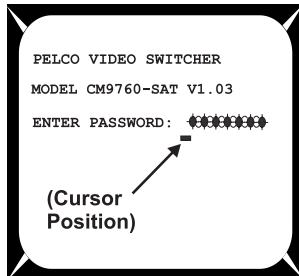 PELCO VIDEO SWITCHER
MODEL CM9760-SAT V1.03
ENTER PASSWORD:
(Cursor
Position)